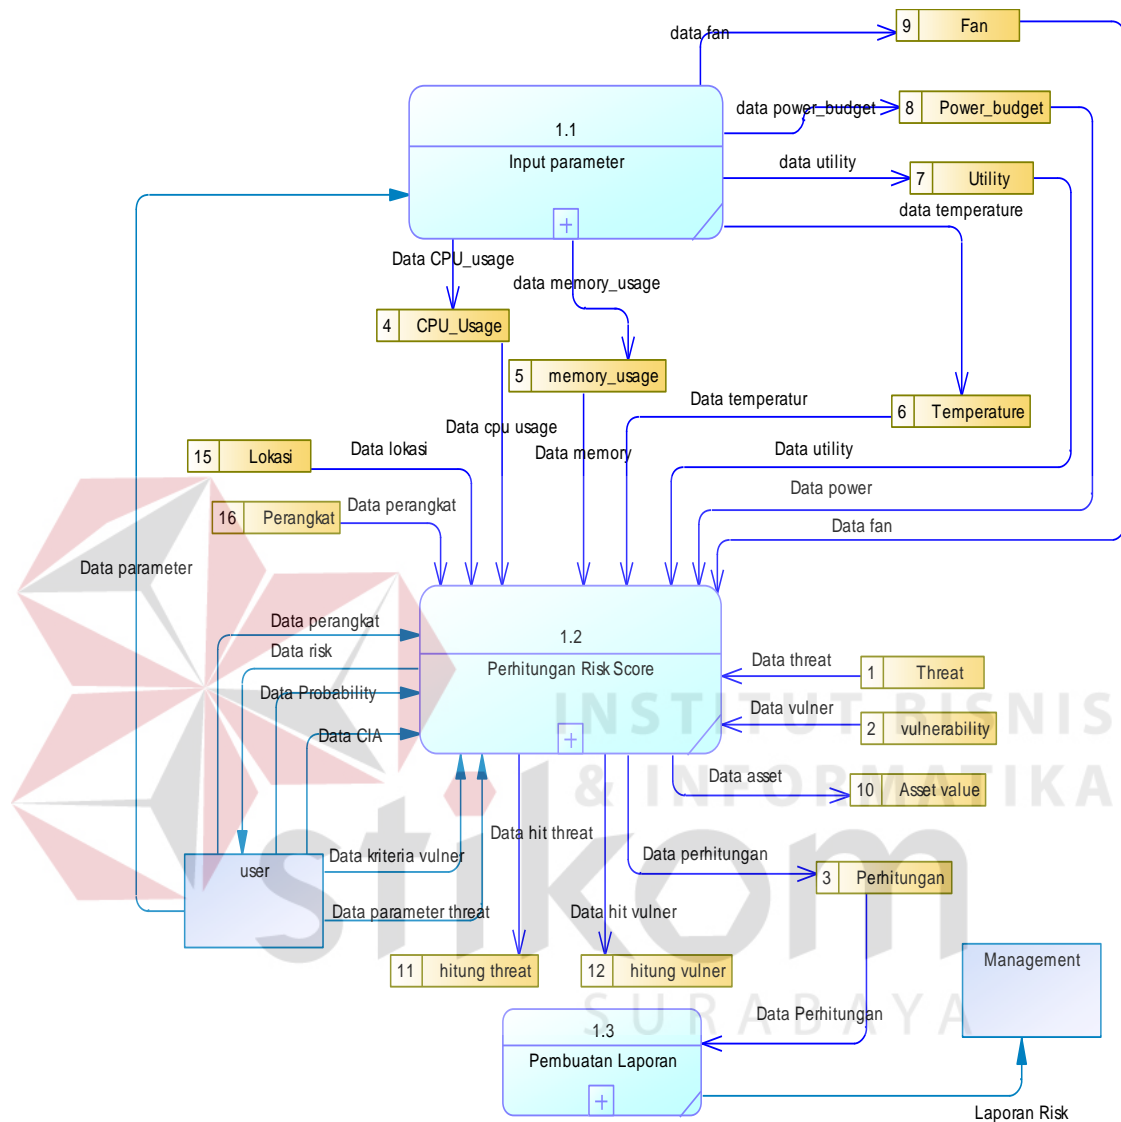 9 Fan
data fan
data power_budget
8 Power_budget
1.1
Input parameter
data utility
7 Utility
data temperature
Data CPU_usage
data memory_usage
4 CPU_Usage
5 memory_usage
Data temperatur
6 Temperature
Data cpu usage
Data memory
15 Lokasi
Data lokasi
Data utility
Data power
16 Perangkat
Data perangkat
Data fan
Data parameter
Data perangkat
Data risk
Data Probability
Data CIA
1.2
Perhitungan Risk Score
Data threat
1 Threat
Data vulner
2 vulnerability
INSTITUT BISNIS
& INFORMATIKA
Data asset
10 Asset value
Data hit threat
user
Data kriteria vulner
Data perhitungan
3 Perhitungan
Data parameter threat
Data hit vulner
stikom
11 hitung threat
12 hitung vulner
Management
SURABAYA
Data Perhitungan
1.3
Pembuatan Laporan
Laporan Risk